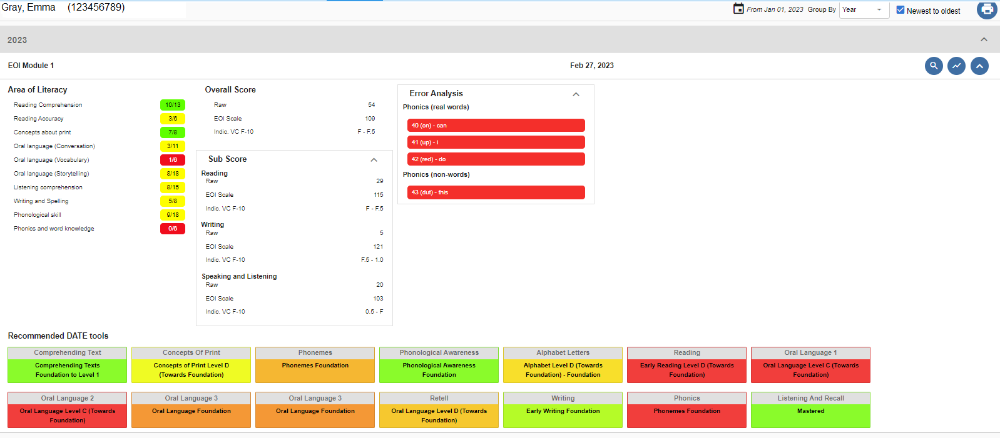 Gray, Emma (123456789)
From Jan 01, 2023 Group By Year Newest to oldest
2023
EOI Module 1 Feb 27, 2023
Area of Literacy
Reading Comprehension 10/13
Reading Accuracy 3/6
Concepts about print 7/8
Oral language (Conversation) 3/11
Oral language (Vocabulary) 1/6
Oral language (Storytelling) 8/18
Listening comprehension 8/15
Writing and Spelling 5/8
Phonological skill 9/18
Phonics and word knowledge 0/6
Overall Score
Raw 54
EOI Scale 109
Indic. VC F-10 F - F.5
Sub Score
Reading
Raw 29
EOI Scale 115
Indic. VC F-10 F - F.5
Writing
Raw 5
EOI Scale 121
Indic. VC F-10 F.5 - 1.0
Speaking and Listening
Raw 20
EOI Scale 103
Indic. VC F-10 0.5 - F
Error Analysis
Phonics (real words)
40 (on) - can
41 (up) - i
42 (red) - do
Phonics (non-words)
43 (dut) - this
Recommended DATE tools
Comprehending Text
Comprehending Texts
Foundation to Level 1
Concepts Of Print
Concepts of Print Level D
(Towards Foundation)
Phonemes
Phonemes Foundation
Phonological Awareness
Phonological Awareness
Foundation
Alphabet Letters
Alphabet Level D (Towards
Foundation) - Foundation
Reading
Early Reading Level D (Towards
Foundation)
Oral Language 1
Oral Language Level C (Towards
Foundation)
Oral Language 2
Oral Language Level C (Towards
Foundation)
Oral Language 3
Oral Language Foundation
Oral Language 3
Oral Language Foundation
Retell
Oral Language Level D (Towards
Foundation)
Writing
Early Writing Foundation
Phonics
Phonemes Foundation
Listening And Recall
Mastered